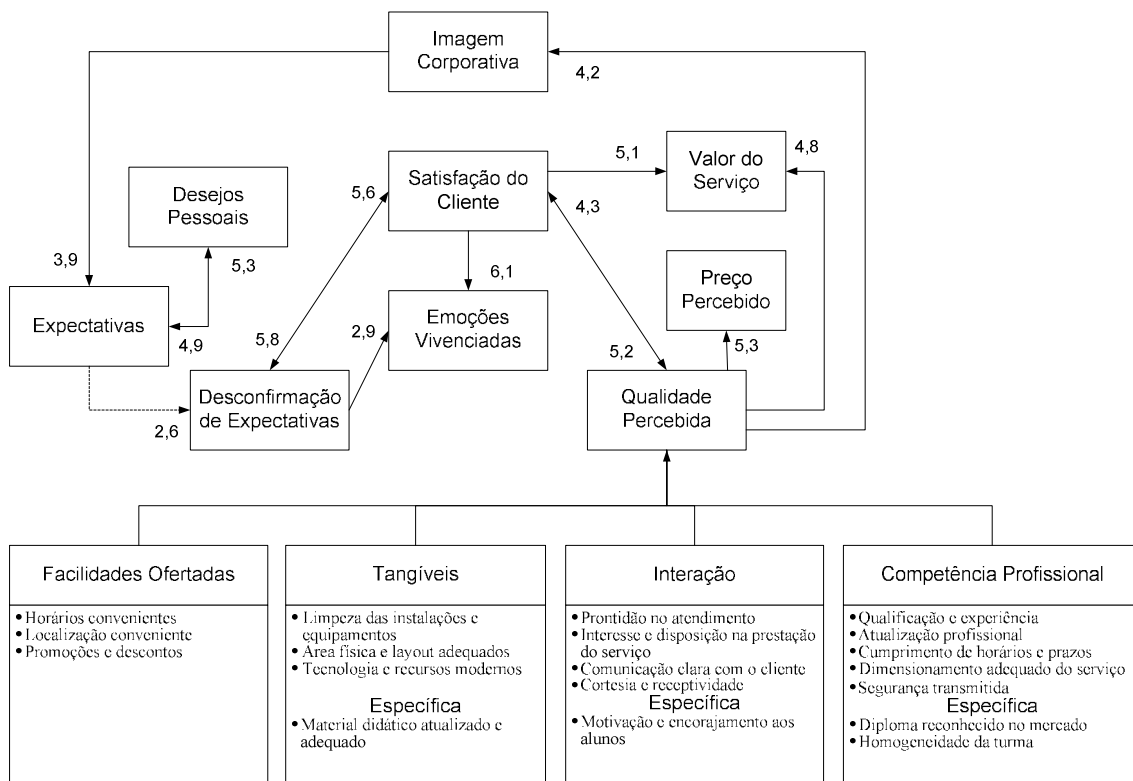 Imagem
Corporativa
4,2
5,1
Valor do
Serviço
4,8
Satisfação do
Cliente
5,6
4,3
Desejos
Pessoais
3,9
5,3
6,1
Preço
Percebido
Expectativas
4,9
Emoções
Vivenciadas
5,8
2,9
5,2
5,3
Desconfirmação
de Expectativas
2,6
Qualidade
Percebida
Facilidades Ofertadas
• Horários convenientes
• Localização conveniente
• Promoções e descontos
Tangíveis
• Limpeza das instalações e
equipamentos
• Área física e layout adequados
• Tecnologia e recursos modernos
Específica
• Material didático atualizado e
adequado
Interação
• Prontidão no atendimento
• Interesse e disposição na prestação
do serviço
• Comunicação clara com o cliente
• Cortesia e receptividade
Específica
• Motivação e encorajamento aos
alunos
Competência Profissional
• Qualificação e experiência
• Atualização profissional
• Cumprimento de horários e prazos
• Dimensionamento adequado do serviço
• Segurança transmitida
Específica
• Diploma reconhecido no mercado
• Homogeneidade da turma